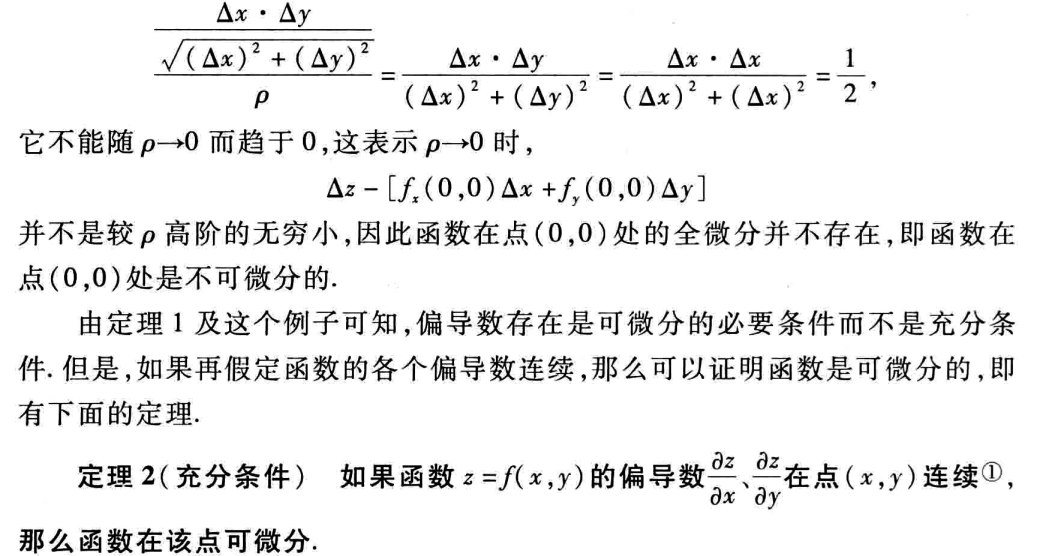 $$\frac{\dfrac{\Delta x \cdot \Delta y}{\sqrt{(\Delta x)^2+(\Delta y)^2}}}{\rho}=\frac{\Delta x \cdot \Delta y}{(\Delta x)^2+(\Delta y)^2}=\frac{\Delta x \cdot \Delta x}{(\Delta x)^2+(\Delta x)^2}=\frac{1}{2},$$
它不能随 ρ→0 而趋于 0,这表示 ρ→0 时,
$$\Delta z-[f_x(0,0)\Delta x+f_y(0,0)\Delta y]$$
并不是较 ρ 高阶的无穷小,因此函数在点(0,0)处的全微分并不存在,即函数在
点(0,0)处是不可微分的.
由定理 1 及这个例子可知,偏导数存在是可微分的必要条件而不是充分条
件. 但是,如果再假定函数的各个偏导数连续,那么可以证明函数是可微分的,即
有下面的定理.
定理 2(充分条件) 如果函数 z=f(x,y)的偏导数$\frac{\partial z}{\partial x}$、$\frac{\partial z}{\partial y}$在点(x,y)连续①,
那么函数在该点可微分.